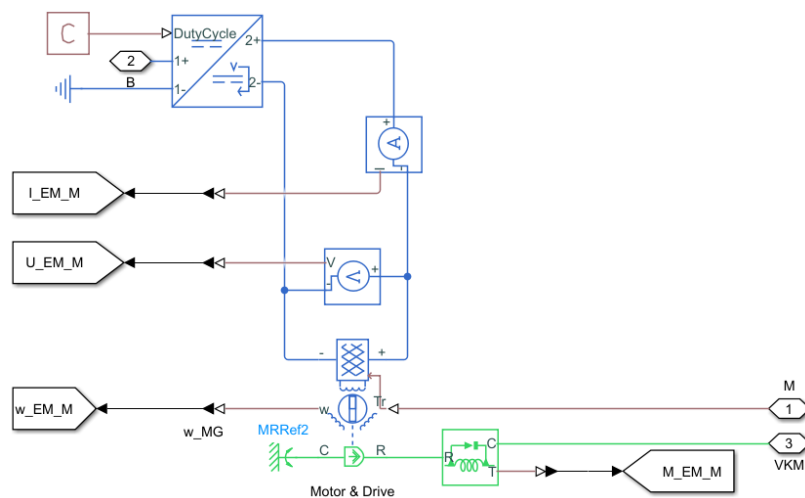 C
DutyCycle
2+
2
1+
B
1-
2-
V
+
A
-
I_EM_M
U_EM_M
V
-
V
+
-
+
M
w_EM_M
w
Tr
1
w_MG
MRRef2
C
R
R
C
T
3
VKM
M_EM_M
Motor & Drive